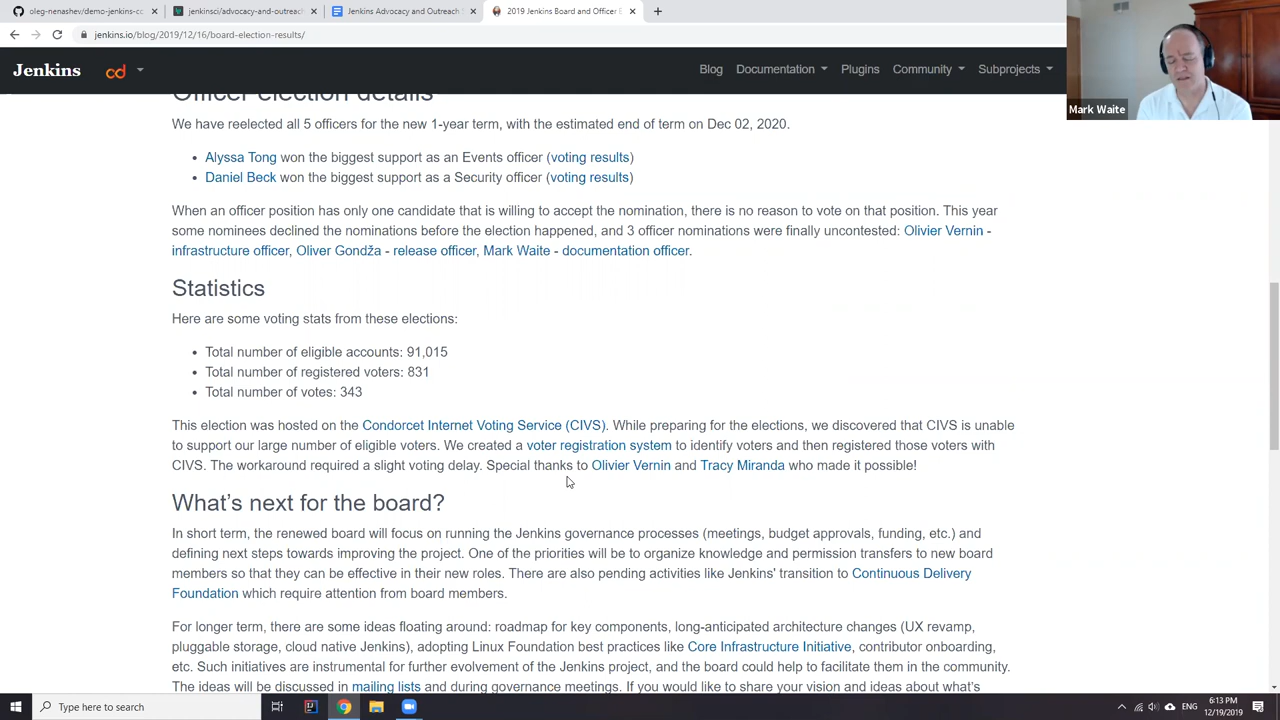 oleg-nenashev/demo-jenkins-cc
jenkinsci/advocacy-and-outreach
Jenkins Advocacy and Outreach S
2019 Jenkins Board and Officer E
jenkins.io/blog/2019/12/16/board-election-results/
Jenkins
cd
Blog
Documentation
Plugins
Community
Subprojects
Mark Waite
Officer election details
We have reelected all 5 officers for the new 1-year term, with the estimated end of term on Dec 02, 2020.
• Alyssa Tong won the biggest support as an Events officer (voting results)
• Daniel Beck won the biggest support as a Security officer (voting results)
When an officer position has only one candidate that is willing to accept the nomination, there is no reason to vote on that position. This year
some nominees declined the nominations before the election happened, and 3 officer nominations were finally uncontested: Olivier Vernin -
infrastructure officer, Oliver Gondža - release officer, Mark Waite - documentation officer.
Statistics
Here are some voting stats from these elections:
• Total number of eligible accounts: 91,015
• Total number of registered voters: 831
• Total number of votes: 343
This election was hosted on the Condorcet Internet Voting Service (CIVS). While preparing for the elections, we discovered that CIVS is unable
to support our large number of eligible voters. We created a voter registration system to identify voters and then registered those voters with
CIVS. The workaround required a slight voting delay. Special thanks to Olivier Vernin and Tracy Miranda who made it possible!
What's next for the board?
In short term, the renewed board will focus on running the Jenkins governance processes (meetings, budget approvals, funding, etc.) and
defining next steps towards improving the project. One of the priorities will be to organize knowledge and permission transfers to new board
members so that they can be effective in their new roles. There are also pending activities like Jenkins' transition to Continuous Delivery
Foundation which require attention from board members.
For longer term, there are some ideas floating around: roadmap for key components, long-anticipated architecture changes (UX revamp,
pluggable storage, cloud native Jenkins), adopting Linux Foundation best practices like Core Infrastructure Initiative, contributor onboarding,
etc. Such initiatives are instrumental for further evolvement of the Jenkins project, and the board could help to facilitate them in the community.
The ideas will be discussed in mailing lists and during governance meetings. If you would like to share your vision and ideas about what's
Type here to search
ENG
6:13 PM
12/19/2019